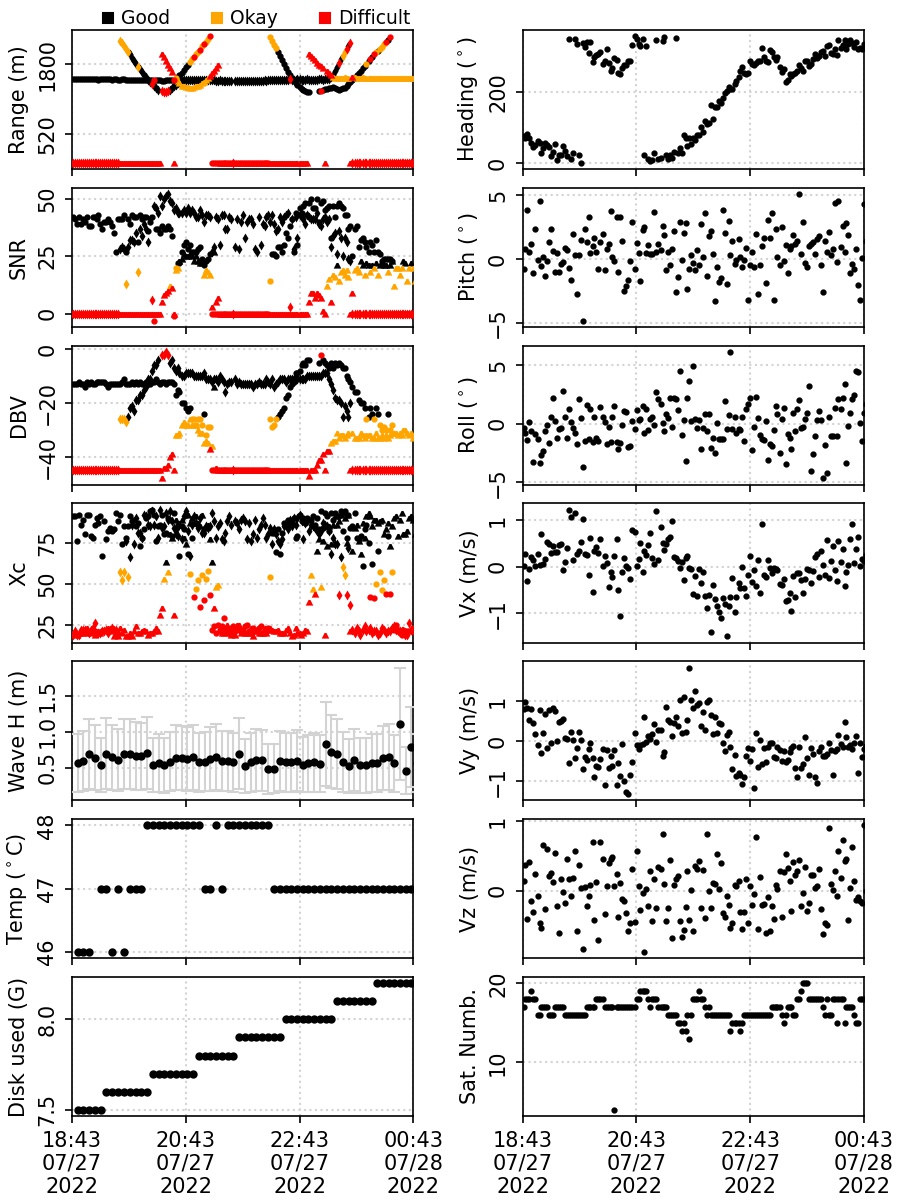 Good Okay Difficult
Range (m)
1800
520
Heading (°)
200
0
SNR
50
25
0
Pitch (°)
5
0
−5
DBV
0
−20
−40
Roll (°)
5
0
−5
Xc
75
50
25
Vx (m/s)
1
0
−1
Wave H (m)
1.5
1.0
0.5
Vy (m/s)
1
0
−1
Temp (°C)
48
47
46
Vz (m/s)
1
0
Disk used (G)
8.0
7.5
Sat. Numb.
20
10
18:43 20:43 22:43 00:43
07/27 07/27 07/27 07/28
2022 2022 2022 2022
18:43 20:43 22:43 00:43
07/27 07/27 07/27 07/28
2022 2022 2022 2022